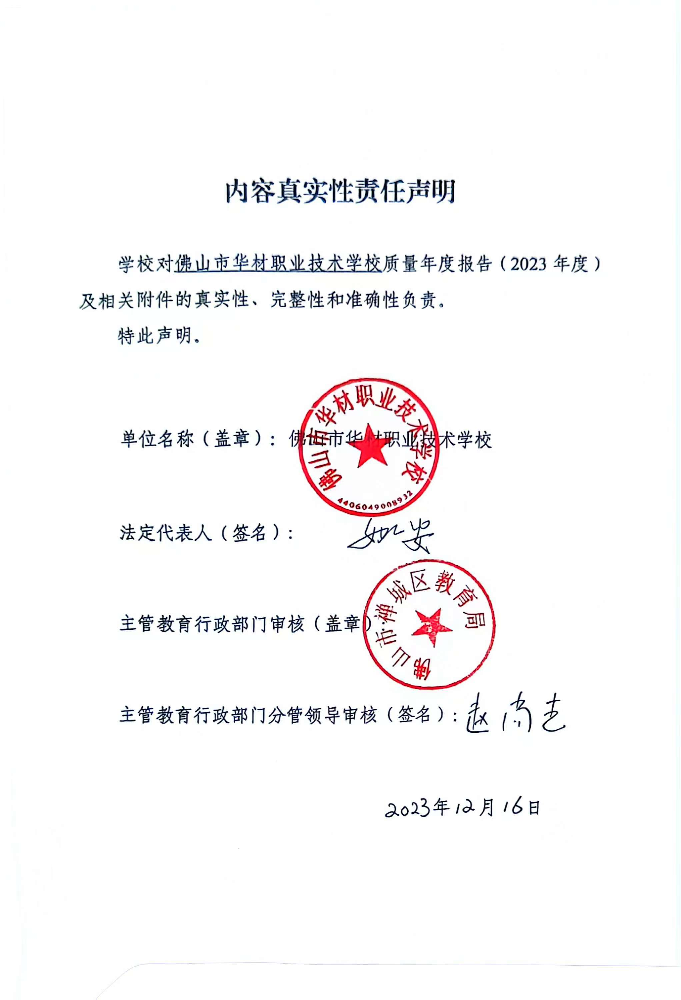 内容真实性责任声明
学校对佛山市华材职业技术学校质量年度报告（2023 年度）
及相关附件的真实性、完整性和准确性负责。
特此声明。
单位名称（盖章）：佛山市华材职业技术学校
佛山市华材职业技术学校
4406049008932
法定代表人（签名）：
主管教育行政部门审核（盖章）
佛山市禅城区教育局
主管教育行政部门分管领导审核（签名）：赵尚志
2023年12月16日